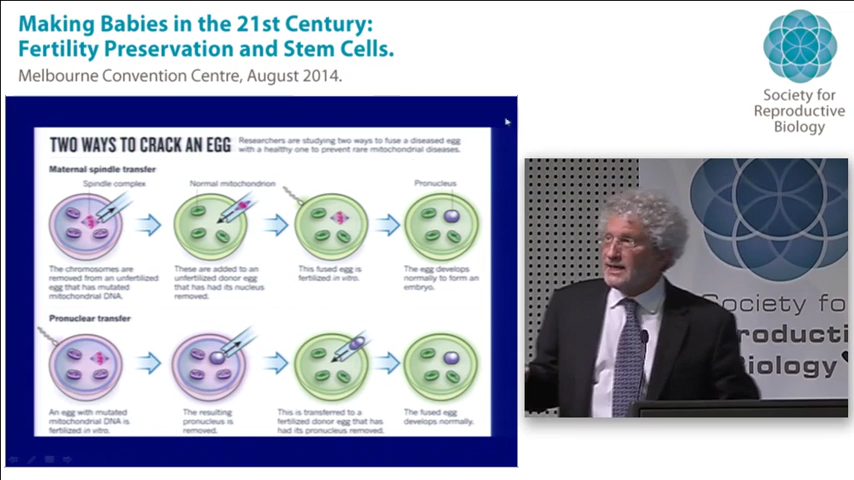 Making Babies in the 21st Century:
Fertility Preservation and Stem Cells.
Melbourne Convention Centre, August 2014.
Society for
Reproductive
Biology
TWO WAYS TO CRACK AN EGG
Researchers are studying two ways to fuse a diseased egg
with a healthy one to prevent rare mitochondrial diseases.
Maternal spindle transfer
Spindle complex
Normal mitochondrion
Pronucleus
The chromosomes are
removed from an unfertilized
egg that has mutated
mitochondrial DNA.
These are added to an
unfertilized donor egg
that has had its nucleus
removed.
This fused egg is
fertilized in vitro.
The egg develops
normally to form an
embryo.
Pronuclear transfer
An egg with mutated
mitochondrial DNA is
fertilized in vitro.
The resulting
pronucleus is
removed.
This is transferred to a
fertilized donor egg that has
had its pronucleus removed.
The fused egg
develops normally.
Society fo
roducti
iology